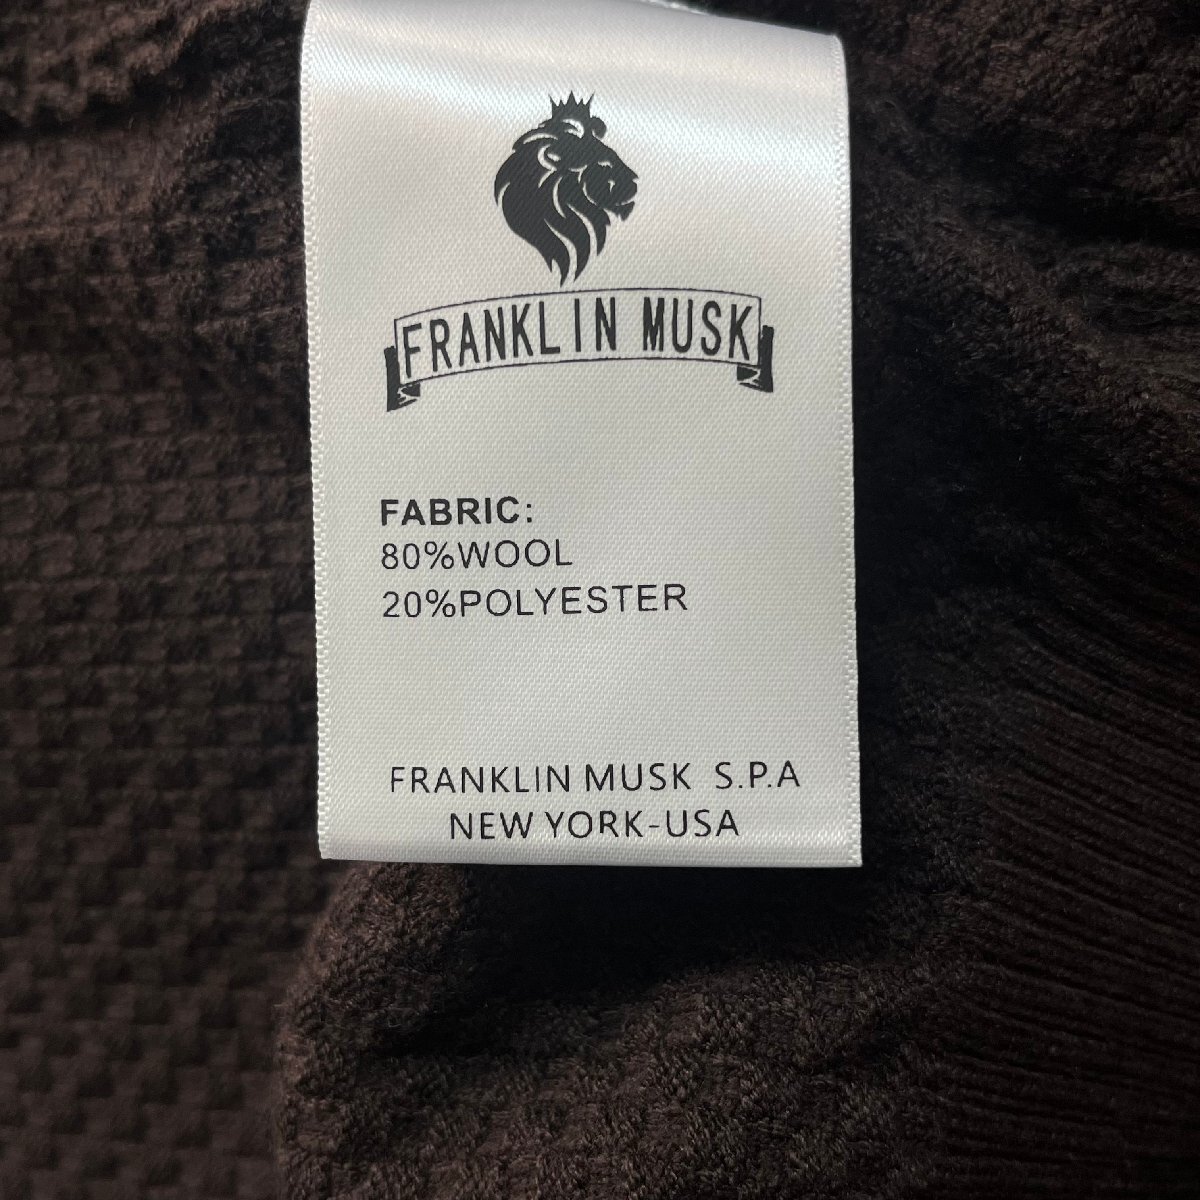 FRANKLIN MUSK
FABRIC:
80%WOOL
20%POLYESTER
FRANKLIN MUSK S.P.A
NEW YORK-USA